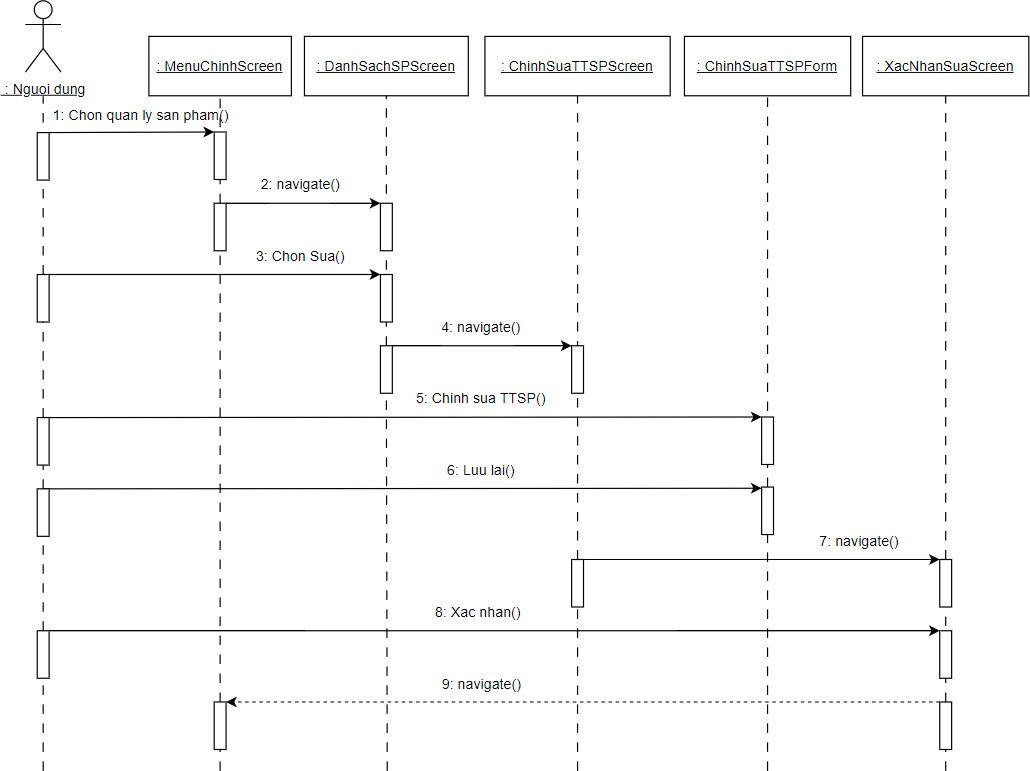 : Nguoi dung
: MenuChinhScreen
: DanhSachSPScreen
: ChinhSuaTTSPScreen
: ChinhSuaTTSPForm
: XacNhanSuaScreen
1: Chon quan ly san pham()
2: navigate()
3: Chon Sua()
4: navigate()
5: Chinh sua TTSP()
6: Luu lai()
7: navigate()
8: Xac nhan()
9: navigate()